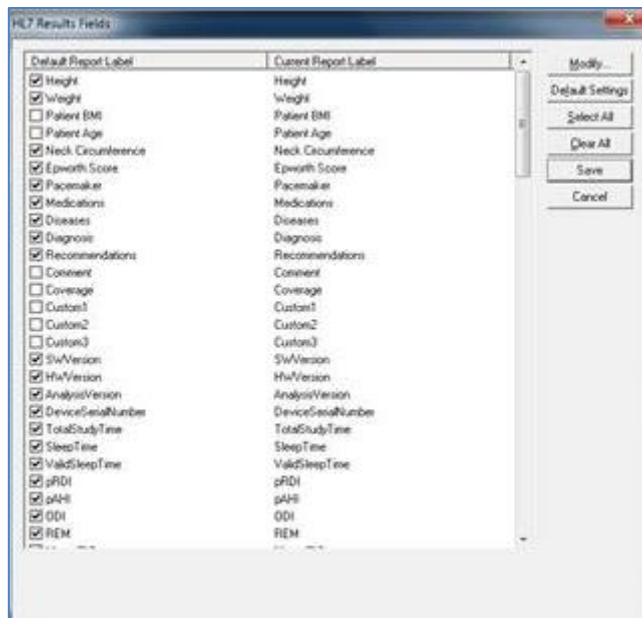 HL7 Results Fields
Default Report Label Current Report Label
Height Height
Weight Weight
Patient BMI Patient BMI
Patient Age Patient Age
Neck Circumference Neck Circumference
Epworth Score Epworth Score
Pacemaker Pacemaker
Medications Medications
Diseases Diseases
Diagnosis Diagnosis
Recommendations Recommendations
Comment Comment
Coverage Coverage
Custom1 Custom1
Custom2 Custom2
Custom3 Custom3
SWVersion SWVersion
HWVersion HWVersion
AnalysisVersion AnalysisVersion
DeviceSerialNumber DeviceSerialNumber
TotalStudyTime TotalStudyTime
SleepTime SleepTime
ValidSleepTime ValidSleepTime
pRDI pRDI
pAHI pAHI
ODI ODI
REM REM
Modify...
Default Settings
Select All
Clear All
Save
Cancel